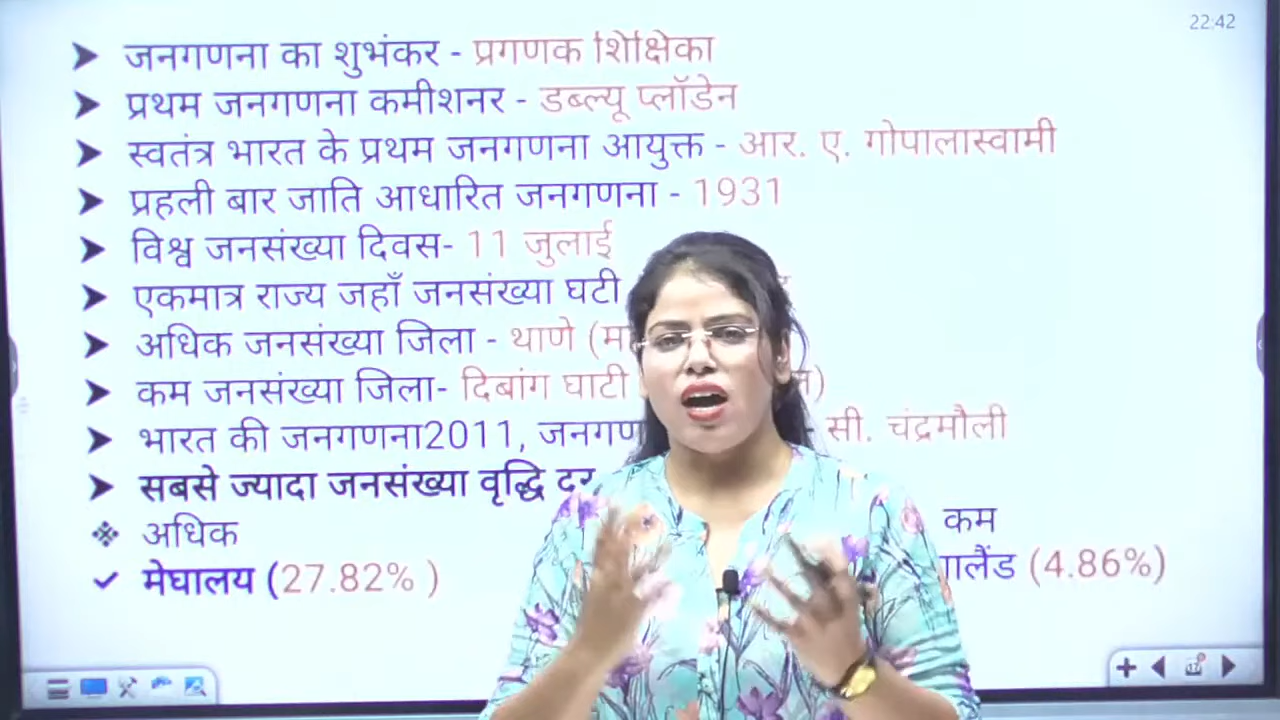 22:42
जनगणना का शुभंकर - प्रगणक शिक्षिका
प्रथम जनगणना कमीशनर - डब्ल्यू प्लॉडेन
स्वतंत्र भारत के प्रथम जनगणना आयुक्त - आर. ए. गोपालास्वामी
प्रहली बार जाति आधारित जनगणना - 1931
विश्व जनसंख्या दिवस- 11 जुलाई
एकमात्र राज्य जहाँ जनसंख्या घटी
अधिक जनसंख्या जिला - थाणे
कम जनसंख्या जिला- दिबांग घाटी
भारत की जनगणना2011, - सी. चंद्रमौली
सबसे ज्यादा जनसंख्या वृद्धि दर
अधिक कम
मेघालय (27.82% ) (4.86%)